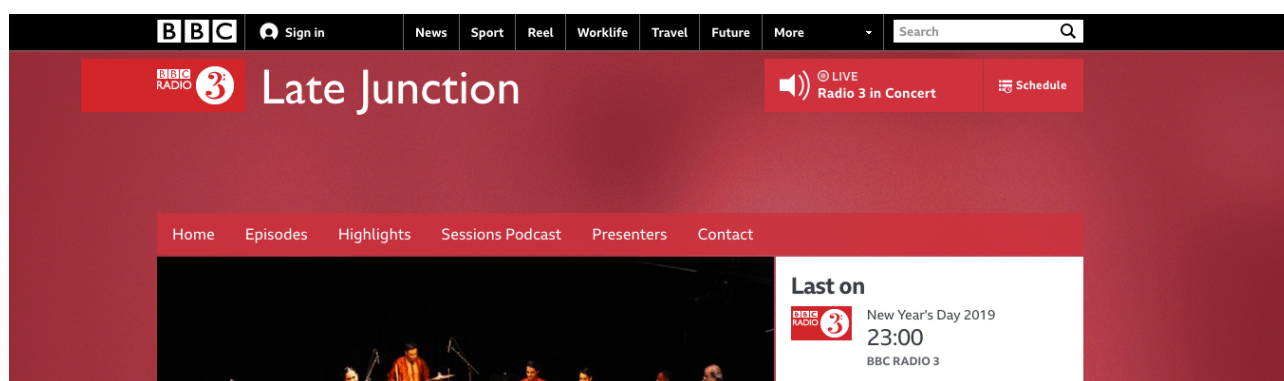 BBC Sign in News Sport Reel Worklife Travel Future More Search
BBC RADIO 3 Late Junction
LIVE
Radio 3 in Concert
Schedule
Home Episodes Highlights Sessions Podcast Presenters Contact
Last on
BBC RADIO 3
New Year's Day 2019
23:00
BBC RADIO 3